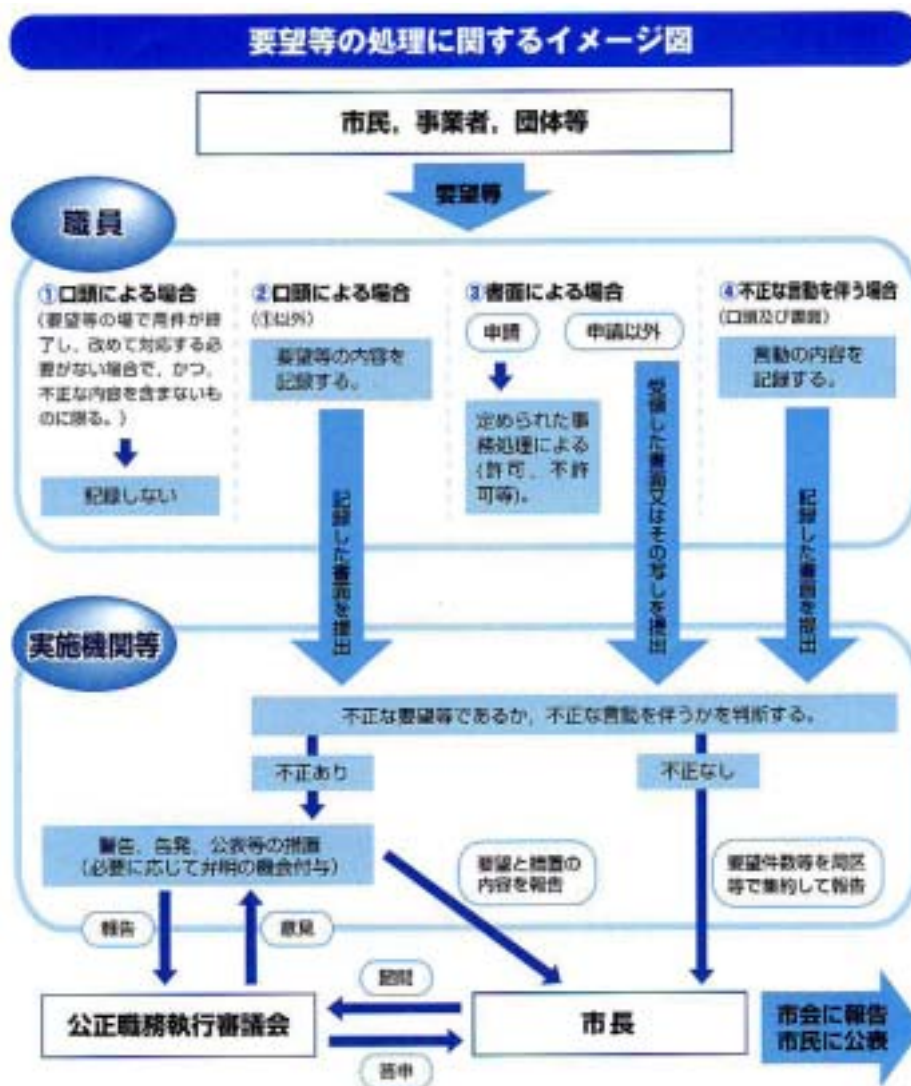 要望等の処理に関するイメージ図
市民，事業者，団体等
要望等
職員
①口頭による場合
(要望等の場で用件が終
了し，改めて対応する必
要がない場合で，かつ，
不正な内容を含まないも
のに限る。)
記録しない
②口頭による場合
(①以外)
要望等の内容を
記録する。
記録した書面を提出
③書面による場合
申請
申請以外
定められた事
務処理による
(許可，不許
可等)。
受領した書面又はその写しを提出
④不正な言動を伴う場合
(口頭及び書面)
言動の内容を
記録する。
記録した書面を提出
実施機関等
不正な要望等であるか，不正な言動を伴うかを判断する。
不正あり
不正なし
警告，告発，公表等の措置
(必要に応じて弁明の機会付与)
要望と措置の
内容を報告
要望件数等を局区
等で集約して報告
報告
意見
諮問
公正職務執行審議会
市長
市会に報告
市民に公表
答申